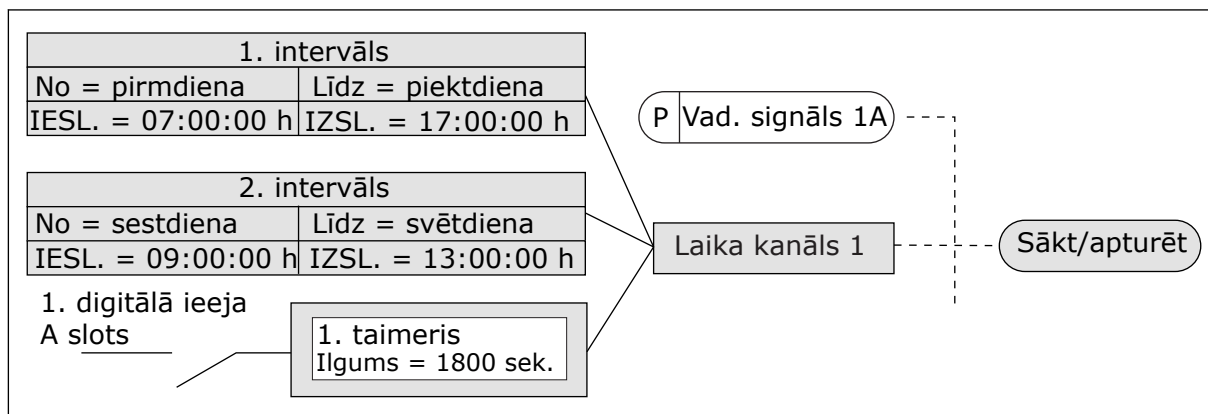 1. intervāls
No = pirmdiena Līdz = piektdiena
IESL. = 07:00:00 h IZSL. = 17:00:00 h
P Vad. signāls 1A
2. intervāls
No = sestdiena Līdz = svētdiena
IESL. = 09:00:00 h IZSL. = 13:00:00 h
Laika kanāls 1
Sākt/apturēt
1. digitālā ieeja
A slots
1. taimeris
Ilgums = 1800 sek.